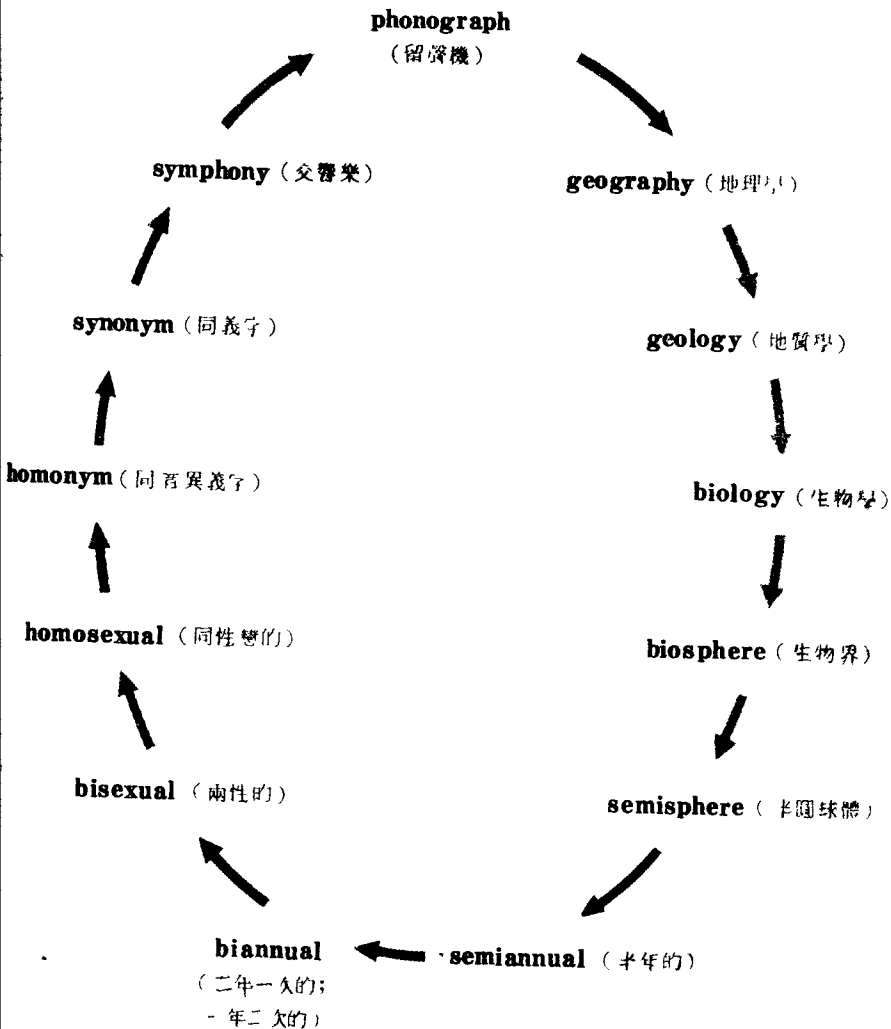 phonograph
(留聲機)
geography (地理學)
geology (地質學)
biology (生物學)
biosphere (生物界)
semisphere (半圓球體)
semiannual (半年的)
biannual
(二年一次的;
一年二次的)
bisexual (兩性的)
homosexual (同性戀的)
homonym (同音異義字)
synonym (同義字)
symphony (交響樂)